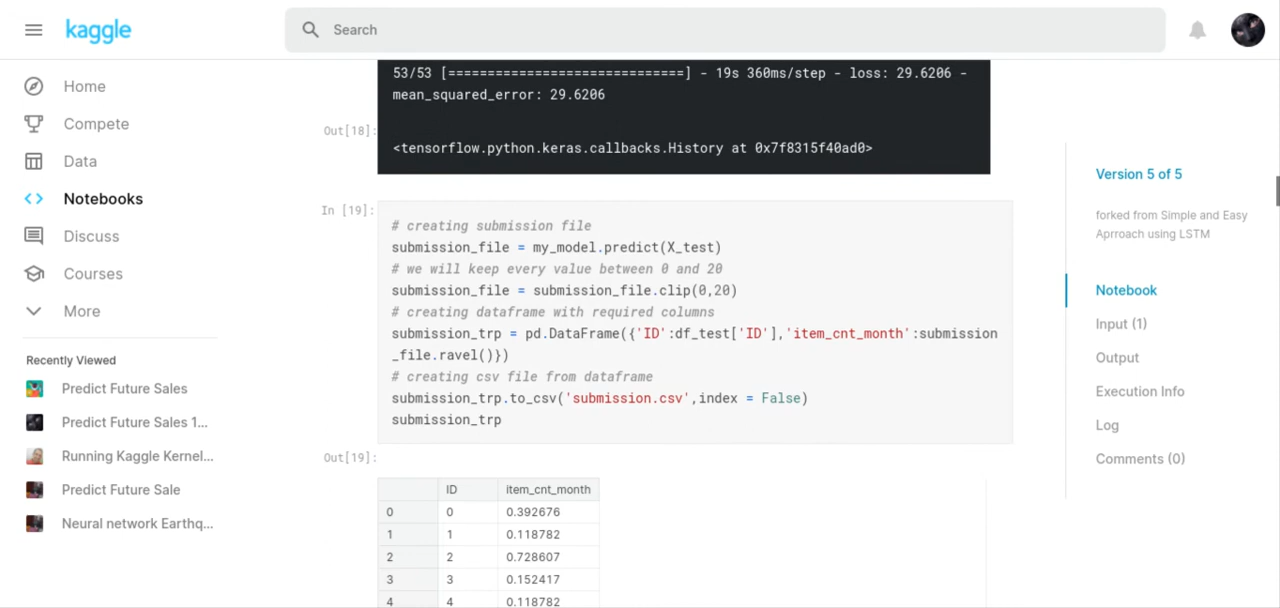 kaggle
Search
Home
Compete
Data
Notebooks
Discuss
Courses
More
Recently Viewed
Predict Future Sales
Predict Future Sales 1...
Running Kaggle Kernel...
Predict Future Sale
Neural network Earthq...
53/53 [==============================] - 19s 360ms/step - loss: 29.6206 -
mean_squared_error: 29.6206
Out[18]:
<tensorflow.python.keras.callbacks.History at 0x7f8315f40ad0>
In [19]:
# creating submission file
submission_file = my_model.predict(X_test)
# we will keep every value between 0 and 20
submission_file = submission_file.clip(0,20)
# creating dataframe with required columns
submission_trp = pd.DataFrame({'ID':df_test['ID'],'item_cnt_month':submission
_file.ravel()})
# creating csv file from dataframe
submission_trp.to_csv('submission.csv',index = False)
submission_trp
Out[19]:
ID item_cnt_month
0 0 0.392676
1 1 0.118782
2 2 0.728607
3 3 0.152417
4 4 0.118782
Version 5 of 5
forked from Simple and Easy
Aprroach using LSTM
Notebook
Input (1)
Output
Execution Info
Log
Comments (0)